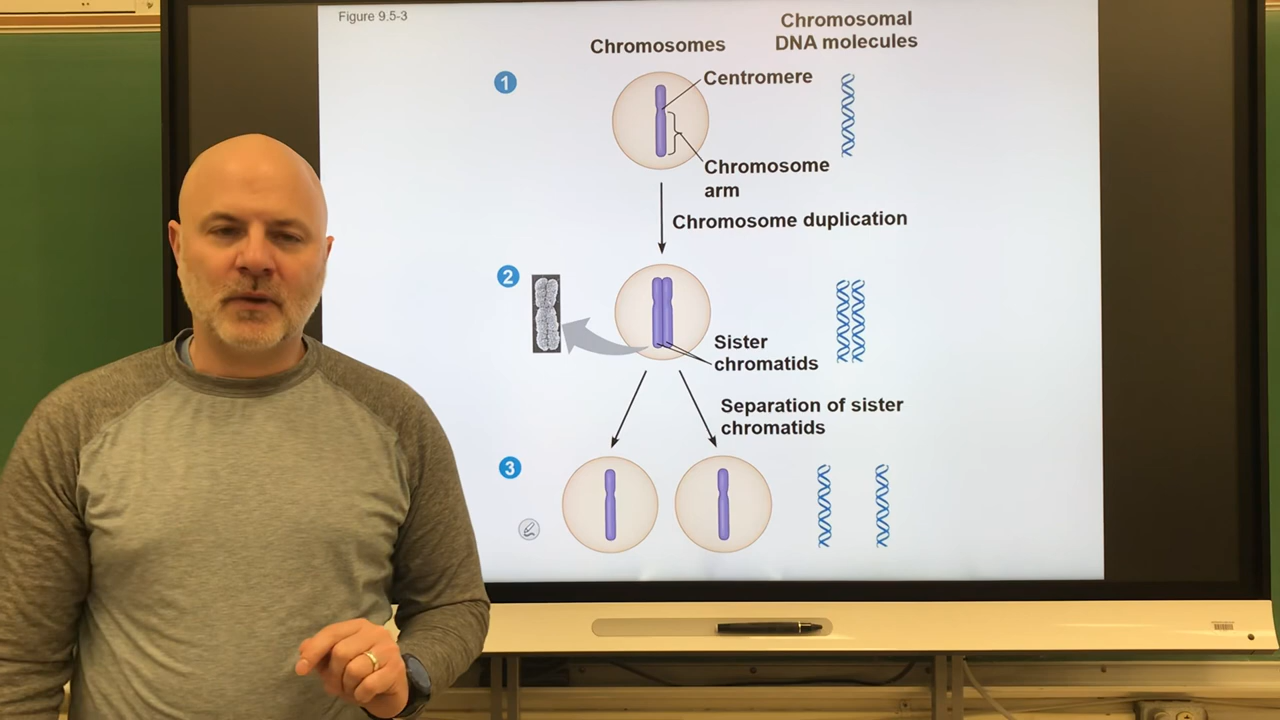 Figure 9.5-3
Chromosomes
Chromosomal
DNA molecules
1
Centromere
Chromosome
arm
Chromosome duplication
2
Sister
chromatids
Separation of sister
chromatids
3